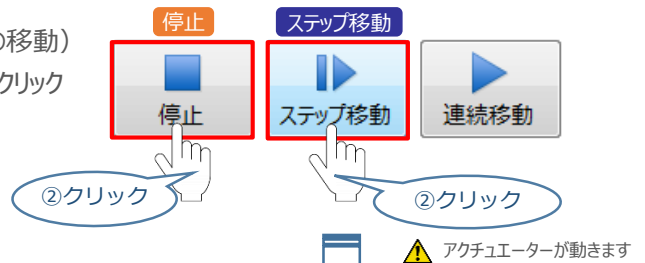 停止 ステップ移動
の移動）
クリック
停止 ステップ移動 連続移動
②クリック ②クリック
アクチュエーターが動きます